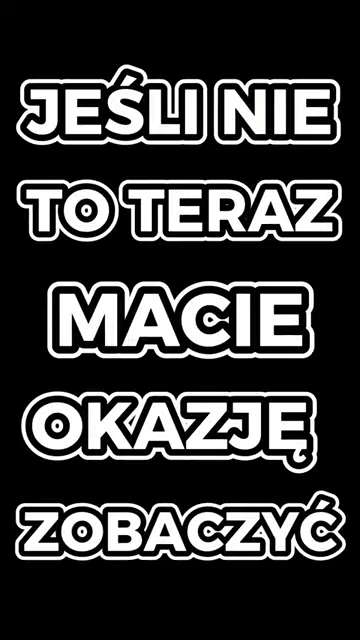 JEŚLI NIE
TO TERAZ
MACIE
OKAZJĘ
ZOBACZYĆ